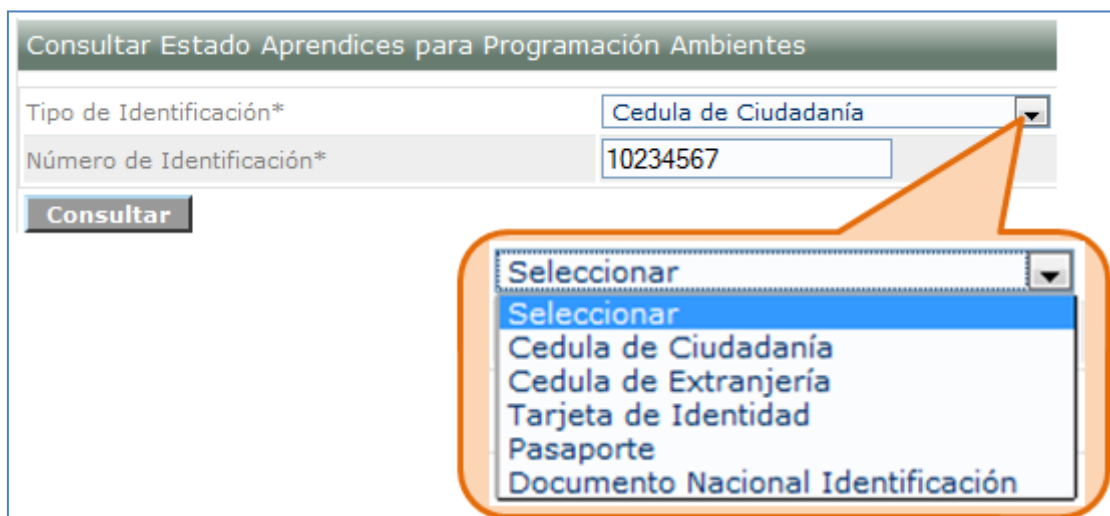 Consultar Estado Aprendices para Programación Ambientes
Tipo de Identificación* Cedula de Ciudadanía
Número de Identificación* 10234567
Consultar
Seleccionar
Seleccionar
Cedula de Ciudadanía
Cedula de Extranjería
Tarjeta de Identidad
Pasaporte
Documento Nacional Identificación